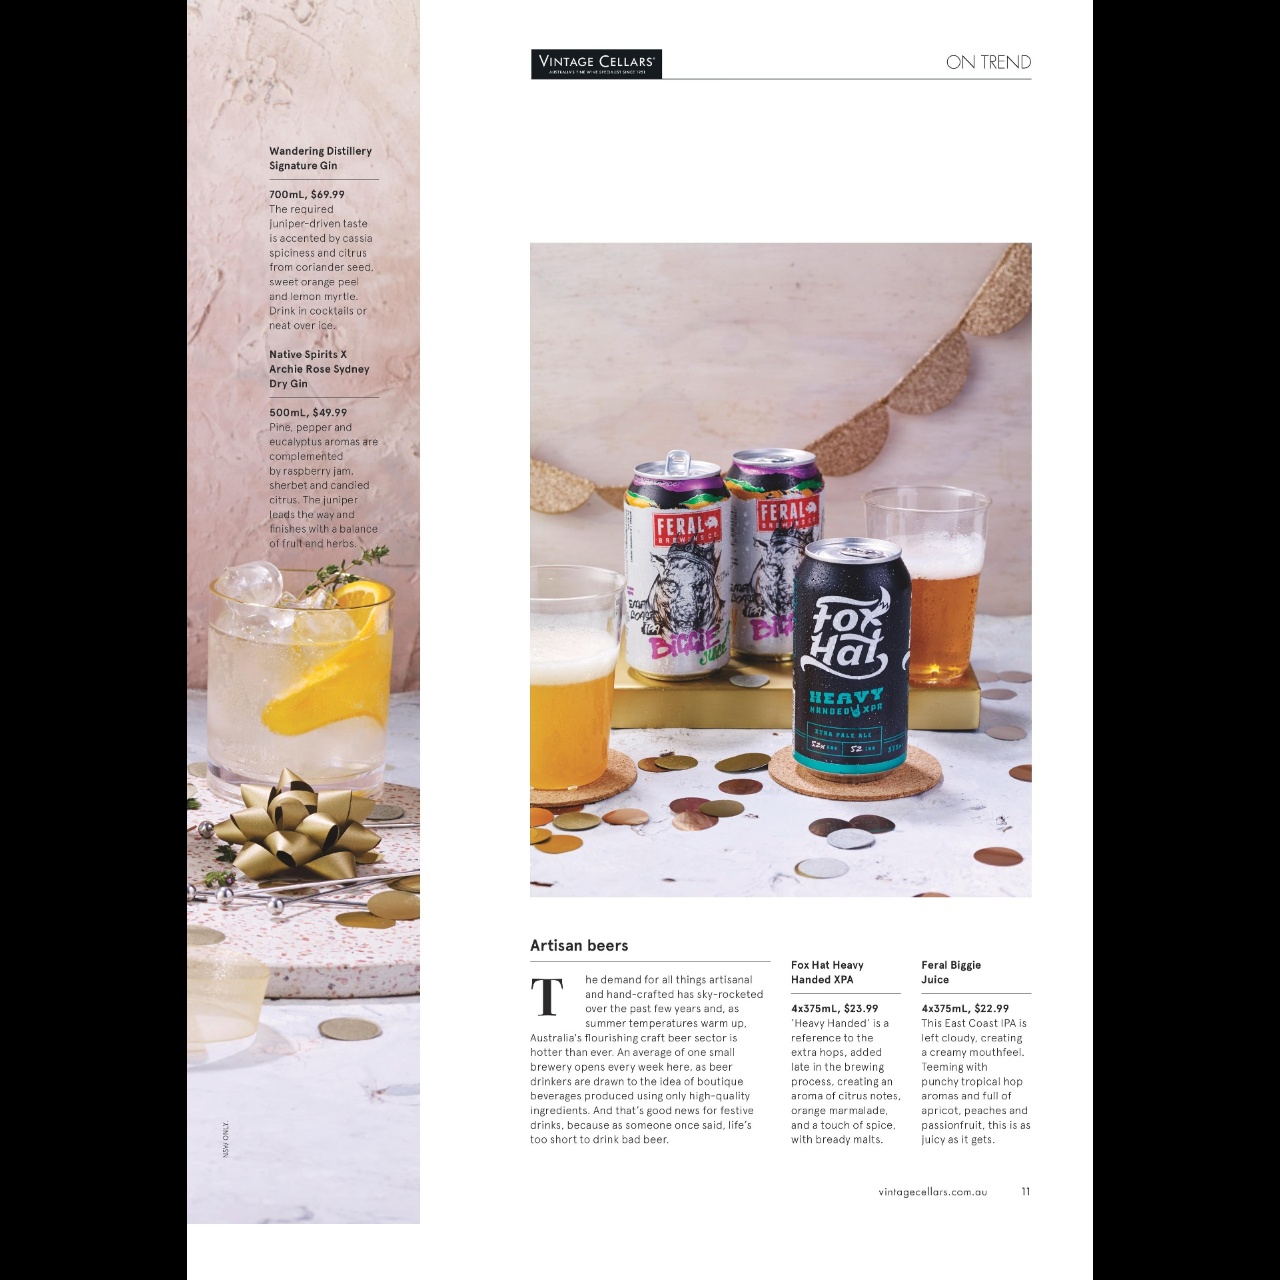 VINTAGE CELLARS
AUSTRALIA'S FINE WINE SPECIALIST SINCE 1951
ON TREND
Wandering Distillery
Signature Gin
700mL, $69.99
The required
juniper-driven taste
is accented by cassia
spiciness and citrus
from coriander seed,
sweet orange peel
and lemon myrtle.
Drink in cocktails or
neat over ice.
Native Spirits X
Archie Rose Sydney
Dry Gin
500mL, $49.99
Pine, pepper and
eucalyptus aromas are
complemented
by raspberry jam,
sherbet and candied
citrus. The juniper
leads the way and
finishes with a balance
of fruit and herbs.
NSW ONLY.
FERAL
BREWING CO
BIGGIE
JUICE
FERAL
BREWING CO
FOX
Hat
HEAVY
HANDED XPA
XTRA PALE ALE
52 IBU
Artisan beers
The demand for all things artisanal
and hand-crafted has sky-rocketed
over the past few years and, as
summer temperatures warm up,
Australia's flourishing craft beer sector is
hotter than ever. An average of one small
brewery opens every week here, as beer
drinkers are drawn to the idea of boutique
beverages produced using only high-quality
ingredients. And that's good news for festive
drinks, because as someone once said, life's
too short to drink bad beer.
Fox Hat Heavy
Handed XPA
4x375mL, $23.99
'Heavy Handed' is a
reference to the
extra hops, added
late in the brewing
process, creating an
aroma of citrus notes,
orange marmalade,
and a touch of spice,
with bready malts.
Feral Biggie
Juice
4x375mL, $22.99
This East Coast IPA is
left cloudy, creating
a creamy mouthfeel.
Teeming with
punchy tropical hop
aromas and full of
apricot, peaches and
passionfruit, this is as
juicy as it gets.
vintagecellars.com.au
11